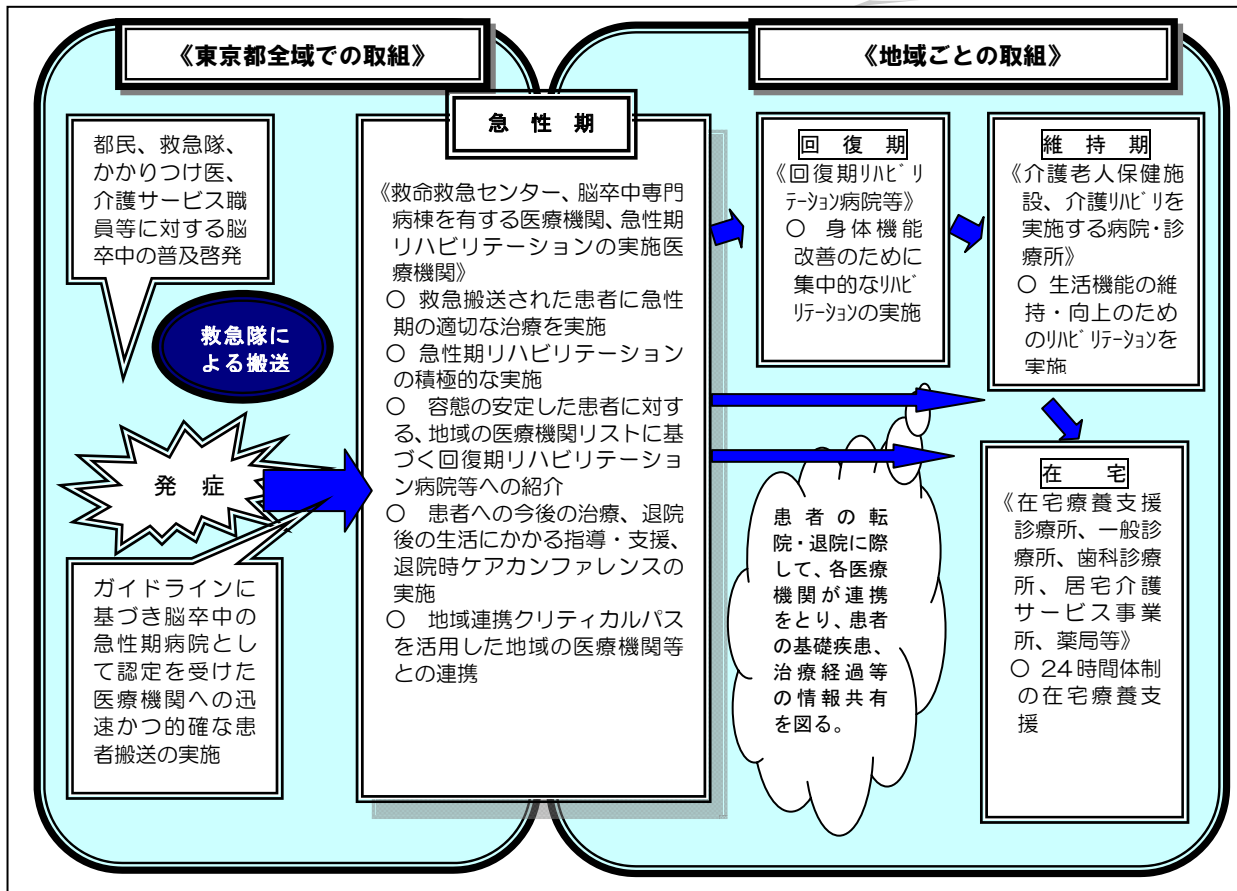 《東京都全域での取組》
《地域ごとの取組》
都民、救急隊、
かかりつけ医、
介護サービス職
員等に対する脳
卒中の普及啓発
救急隊に
よる搬送
発 症
ガイドラインに
基づき脳卒中の
急性期病院とし
て認定を受けた
医療機関への迅
速かつ的確な患
者搬送の実施
急 性 期
《救命救急センター、脳卒中専門
病棟を有する医療機関、急性期
リハビリテーションの実施医
療機関》
○ 救急搬送された患者に急性
期の適切な治療を実施
○ 急性期リハビリテーション
の積極的な実施
○ 容態の安定した患者に対す
る、地域の医療機関リストに基
づく回復期リハビリテーショ
ン病院等への紹介
○ 患者への今後の治療、退院
後の生活にかかる指導・支援、
退院時ケアカンファレンスの
実施
○ 地域連携クリティカルパス
を活用した地域の医療機関等
との連携
回 復 期
《回復期ﾘﾊﾋﾞﾘ
ﾃｰｼｮﾝ病院等》
○ 身体機能
改善のために
集中的なﾘﾊﾋﾞ
ﾘﾃｰｼｮﾝの実施
維 持 期
《介護老人保健施
設、介護ﾘﾊﾋﾞﾘを
実施する病院・診
療所》
○ 生活機能の維
持・向上のため
のﾘﾊﾋﾞﾘﾃｰｼｮﾝを
実施
患者の転
院・退院に際
して、各医療
機関が連携
をとり、患者
の基礎疾患、
治療経過等
の情報共有
を図る。
在 宅
《在宅療養支援
診療所、一般診
療所、歯科診療
所、居宅介護
サービス事業
所、薬局等》
○ 24時間体制
の在宅療養支
援